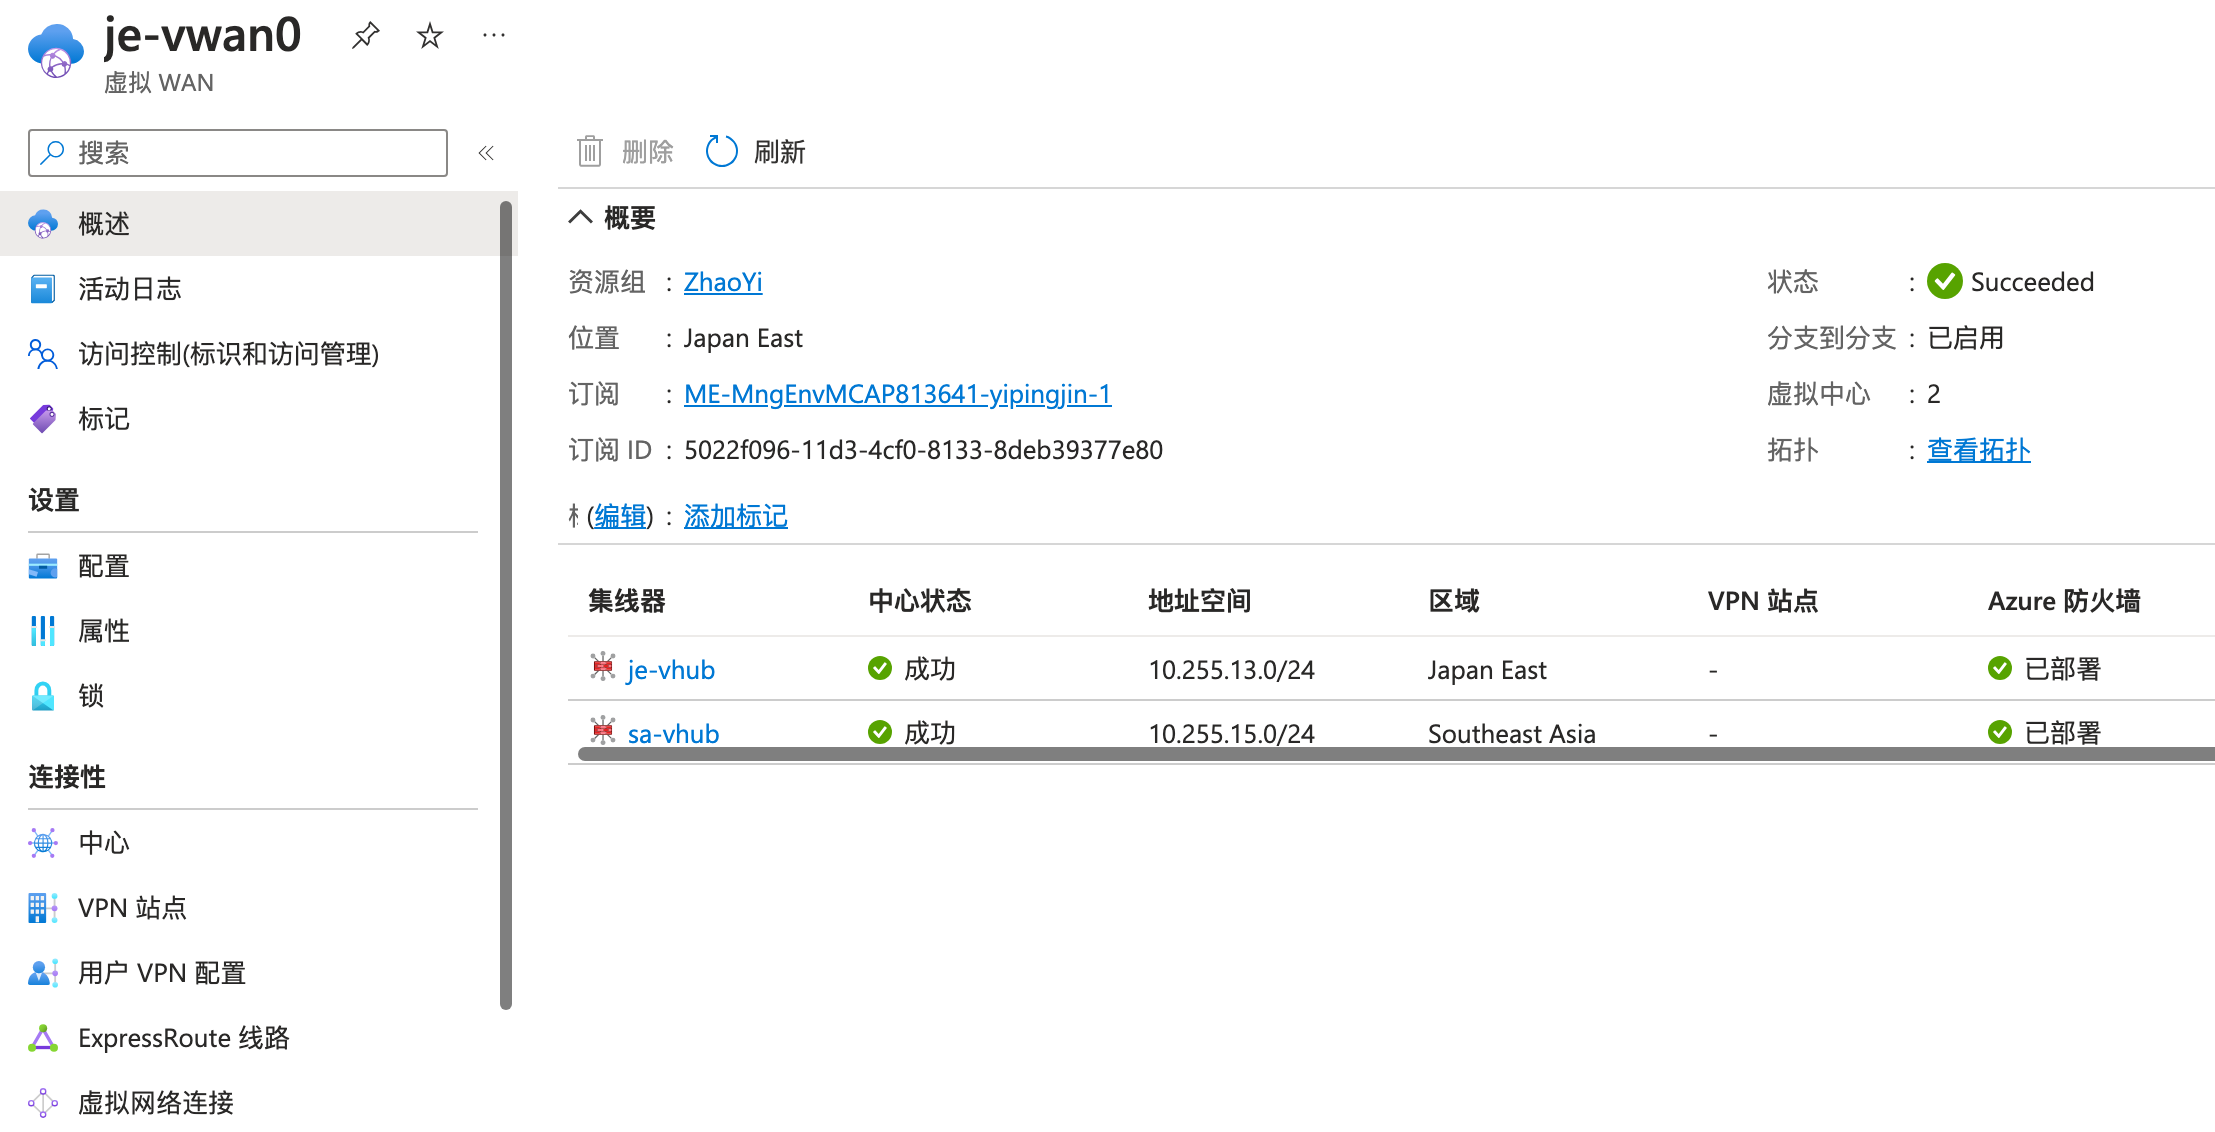 je-vwan0
虚拟 WAN
搜索
概述
活动日志
访问控制(标识和访问管理)
标记
设置
配置
属性
锁
连接性
中心
VPN 站点
用户 VPN 配置
ExpressRoute 线路
虚拟网络连接
删除 刷新
概要
资源组 : ZhaoYi
位置 : Japan East
订阅 : ME-MngEnvMCAP813641-yipingjin-1
订阅 ID : 5022f096-11d3-4cf0-8133-8deb39377e80
(编辑) : 添加标记
状态 : Succeeded
分支到分支 : 已启用
虚拟中心 : 2
拓扑 : 查看拓扑
集线器 中心状态 地址空间 区域 VPN 站点 Azure 防火墙
je-vhub 成功 10.255.13.0/24 Japan East - 已部署
sa-vhub 成功 10.255.15.0/24 Southeast Asia - 已部署